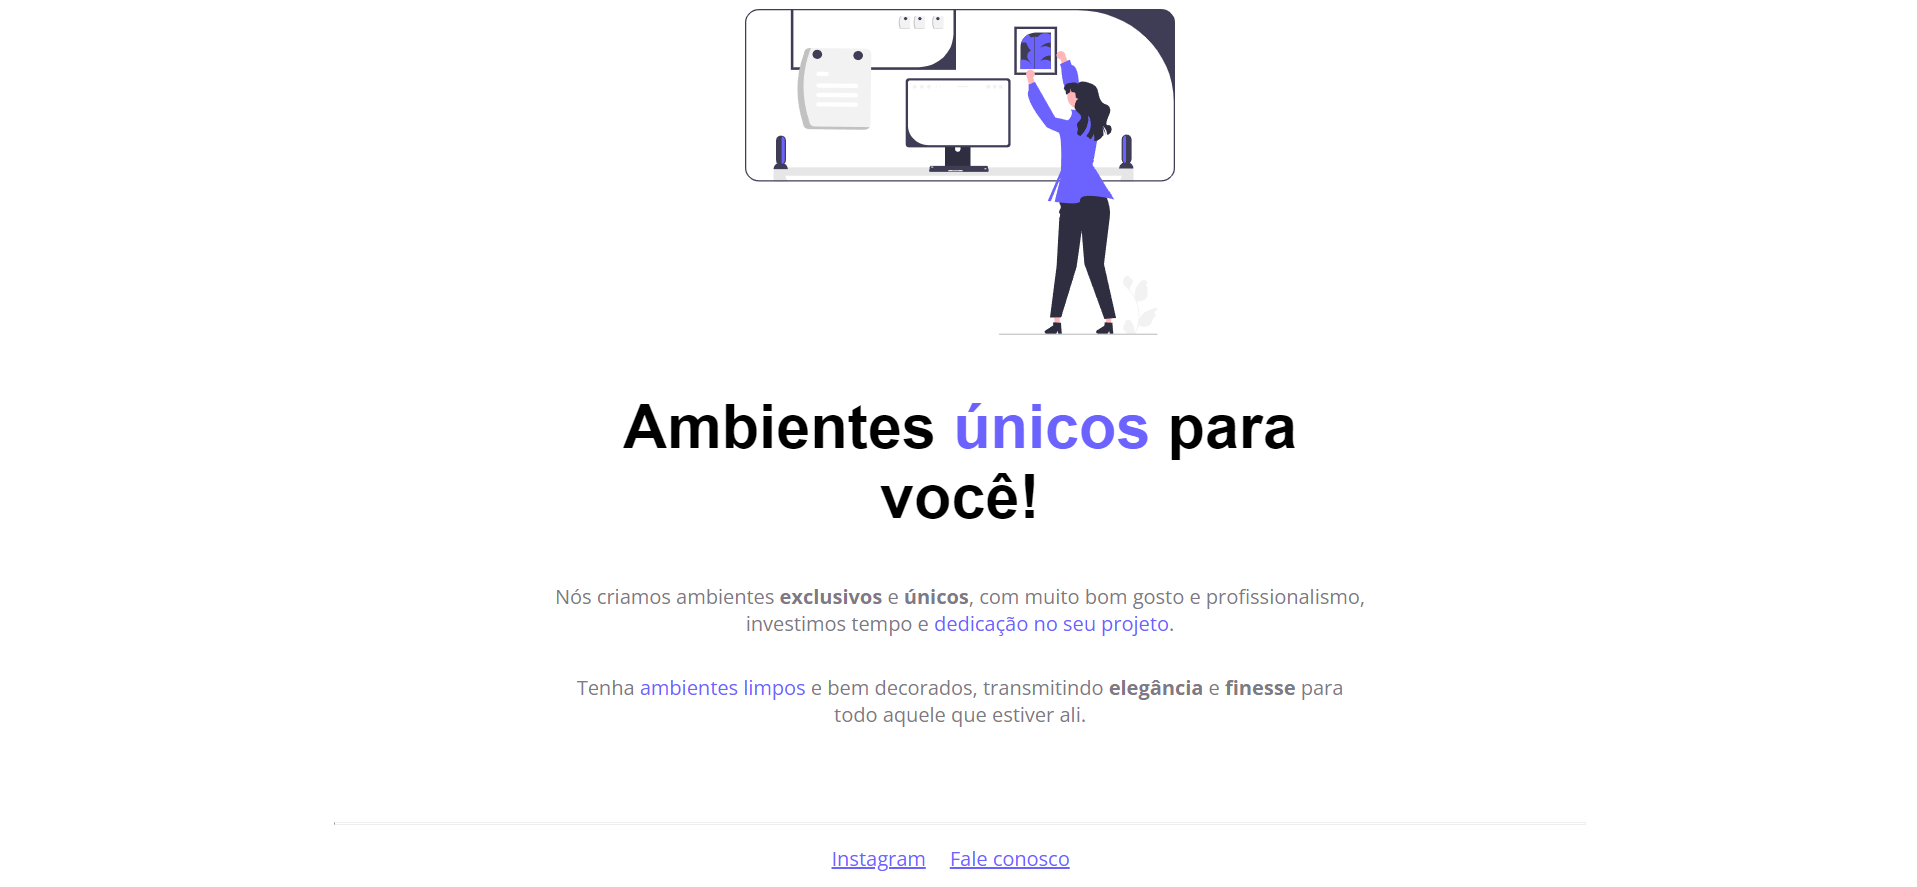 Ambientes únicos para
você!
Nós criamos ambientes exclusivos e únicos, com muito bom gosto e profissionalismo,
investimos tempo e dedicação no seu projeto.
Tenha ambientes limpos e bem decorados, transmitindo elegância e finesse para
todo aquele que estiver ali.
Instagram Fale conosco